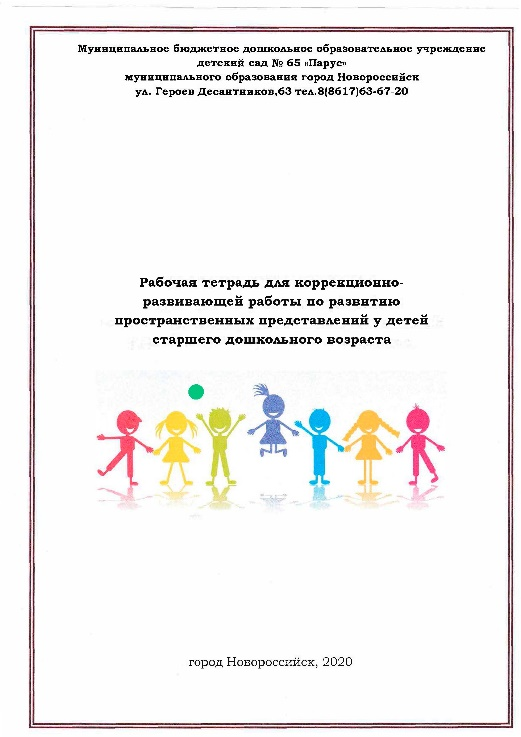 Муниципальное бюджетное дошкольное образовательное учреждение
детский сад № 65 «Парус»
муниципального образования город Новороссийск
ул. Героев Десантников,63 тел.8(8617)63-67-20
Рабочая тетрадь для коррекционно-
развивающей работы по развитию
пространственных представлений у детей
старшего дошкольного возраста
город Новороссийск, 2020